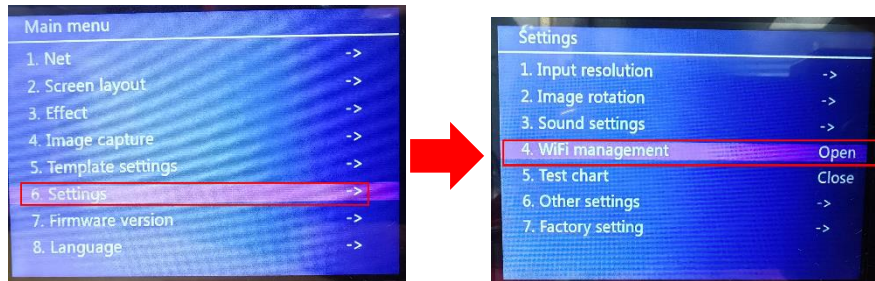 Main menu
1. Net ->
2. Screen layout ->
3. Effect ->
4. Image capture ->
5. Template settings ->
6. Settings ->
7. Firmware version ->
8. Language ->
Settings
1. Input resolution ->
2. Image rotation ->
3. Sound settings ->
4. WiFi management Open
5. Test chart Close
6. Other settings ->
7. Factory setting ->